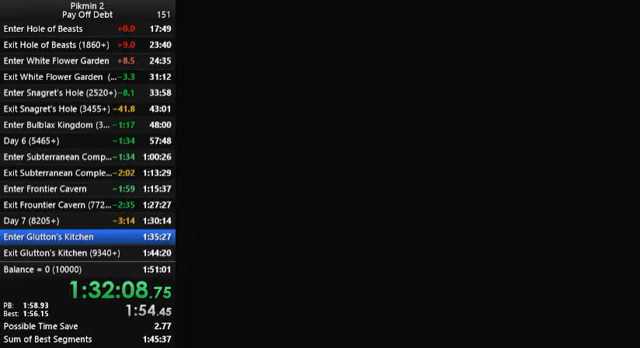 Pikmin 2
Pay Off Debt 151
Enter Hole of Beasts +0.0 17:49
Exit Hole of Beasts (1860+) +9.0 23:40
Enter White Flower Garden +8.5 24:35
Exit White Flower Garden (... −3.3 31:12
Enter Snagret's Hole (2520+) −8.1 33:58
Exit Snagret's Hole (3455+) −41.8 43:01
Enter Bulblax Kingdom (3... −1:17 48:00
Day 6 (5465+) −1:34 57:48
Enter Subterranean Comp... −1:34 1:00:26
Exit Subterranean Comple... −2:02 1:13:29
Enter Frontier Cavern −1:59 1:15:37
Exit Frountier Cavern (772... −2:35 1:27:27
Day 7 (8205+) −3:14 1:30:14
Enter Glutton's Kitchen 1:35:27
Exit Glutton's Kitchen (9340+) 1:44:20
Balance = 0 (10000) 1:51:01
1:32:08.75
PB: 1:58.93
Best: 1:56.15
1:54.45
Possible Time Save 2.77
Sum of Best Segments 1:45:37